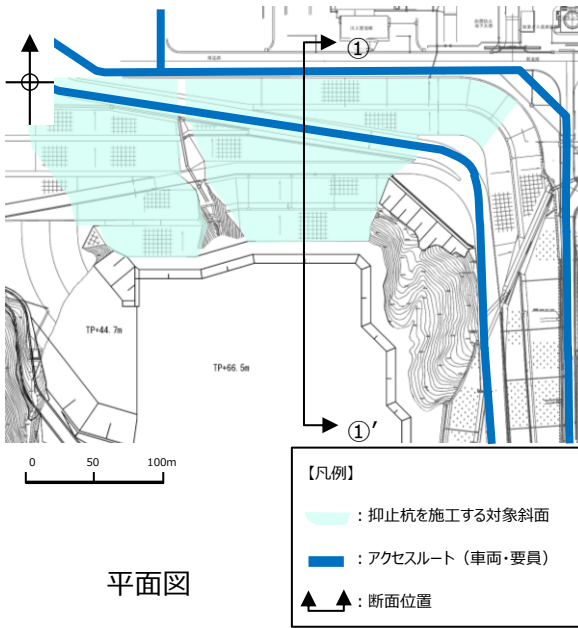 ①
TP+44.7m
TP+66.5m
①’
0 50 100m
【凡例】
：抑止杭を施工する対象斜面
：アクセスルート（車両・要員）
：断面位置
平面図